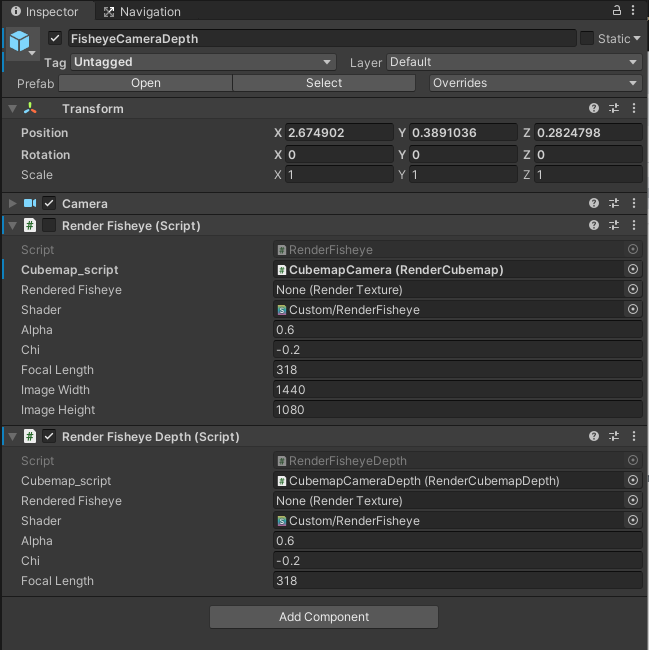 Inspector Navigation
FisheyeCameraDepth Static
Tag Untagged Layer Default
Prefab Open Select Overrides
Transform
Position X 2.674902 Y 0.3891036 Z 0.2824798
Rotation X 0 Y 0 Z 0
Scale X 1 Y 1 Z 1
Camera
# Render Fisheye (Script)
Script # RenderFisheye
Cubemap_script # CubemapCamera (RenderCubemap)
Rendered Fisheye None (Render Texture)
Shader Custom/RenderFisheye
Alpha 0.6
Chi -0.2
Focal Length 318
Image Width 1440
Image Height 1080
# Render Fisheye Depth (Script)
Script # RenderFisheyeDepth
Cubemap_script # CubemapCameraDepth (RenderCubemapDepth)
Rendered Fisheye None (Render Texture)
Shader Custom/RenderFisheye
Alpha 0.6
Chi -0.2
Focal Length 318
Add Component